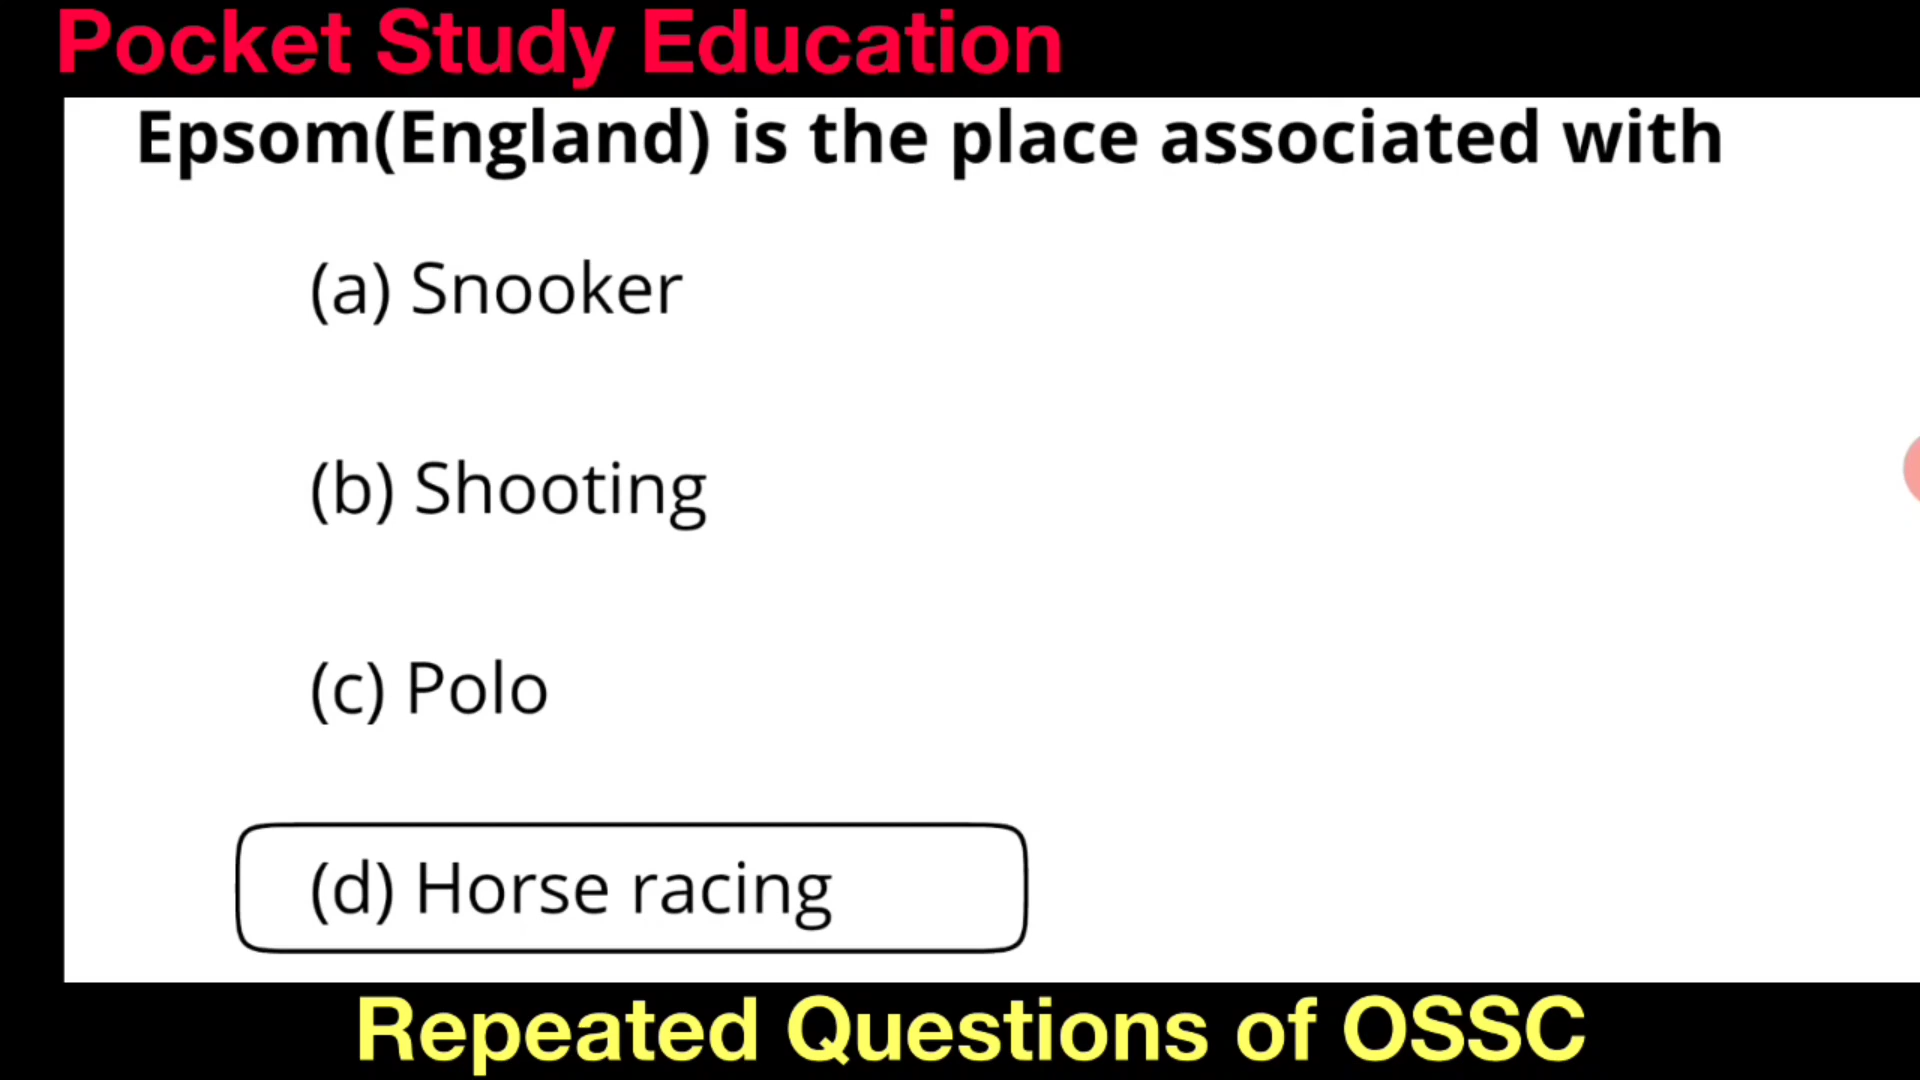 Pocket Study Education
Epsom(England) is the place associated with
(a) Snooker
(b) Shooting
(c) Polo
(d) Horse racing
Repeated Questions of OSSC